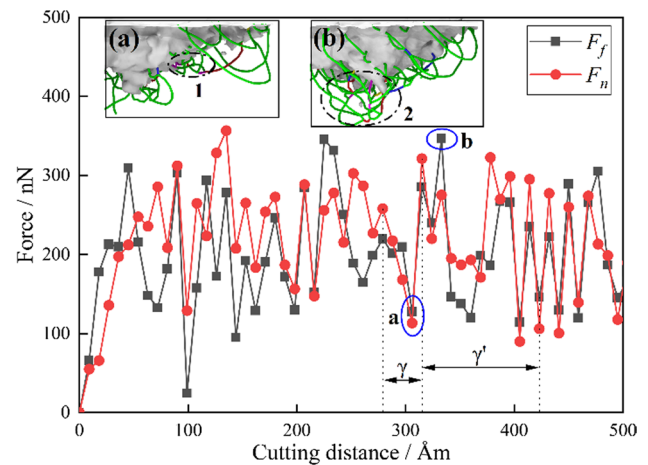 (a)
1
(b)
2
F_f
F_n
b
a
γ
γ'
Force / nN
500
400
300
200
100
0
0
100
200
300
400
500
Cutting distance / Åm